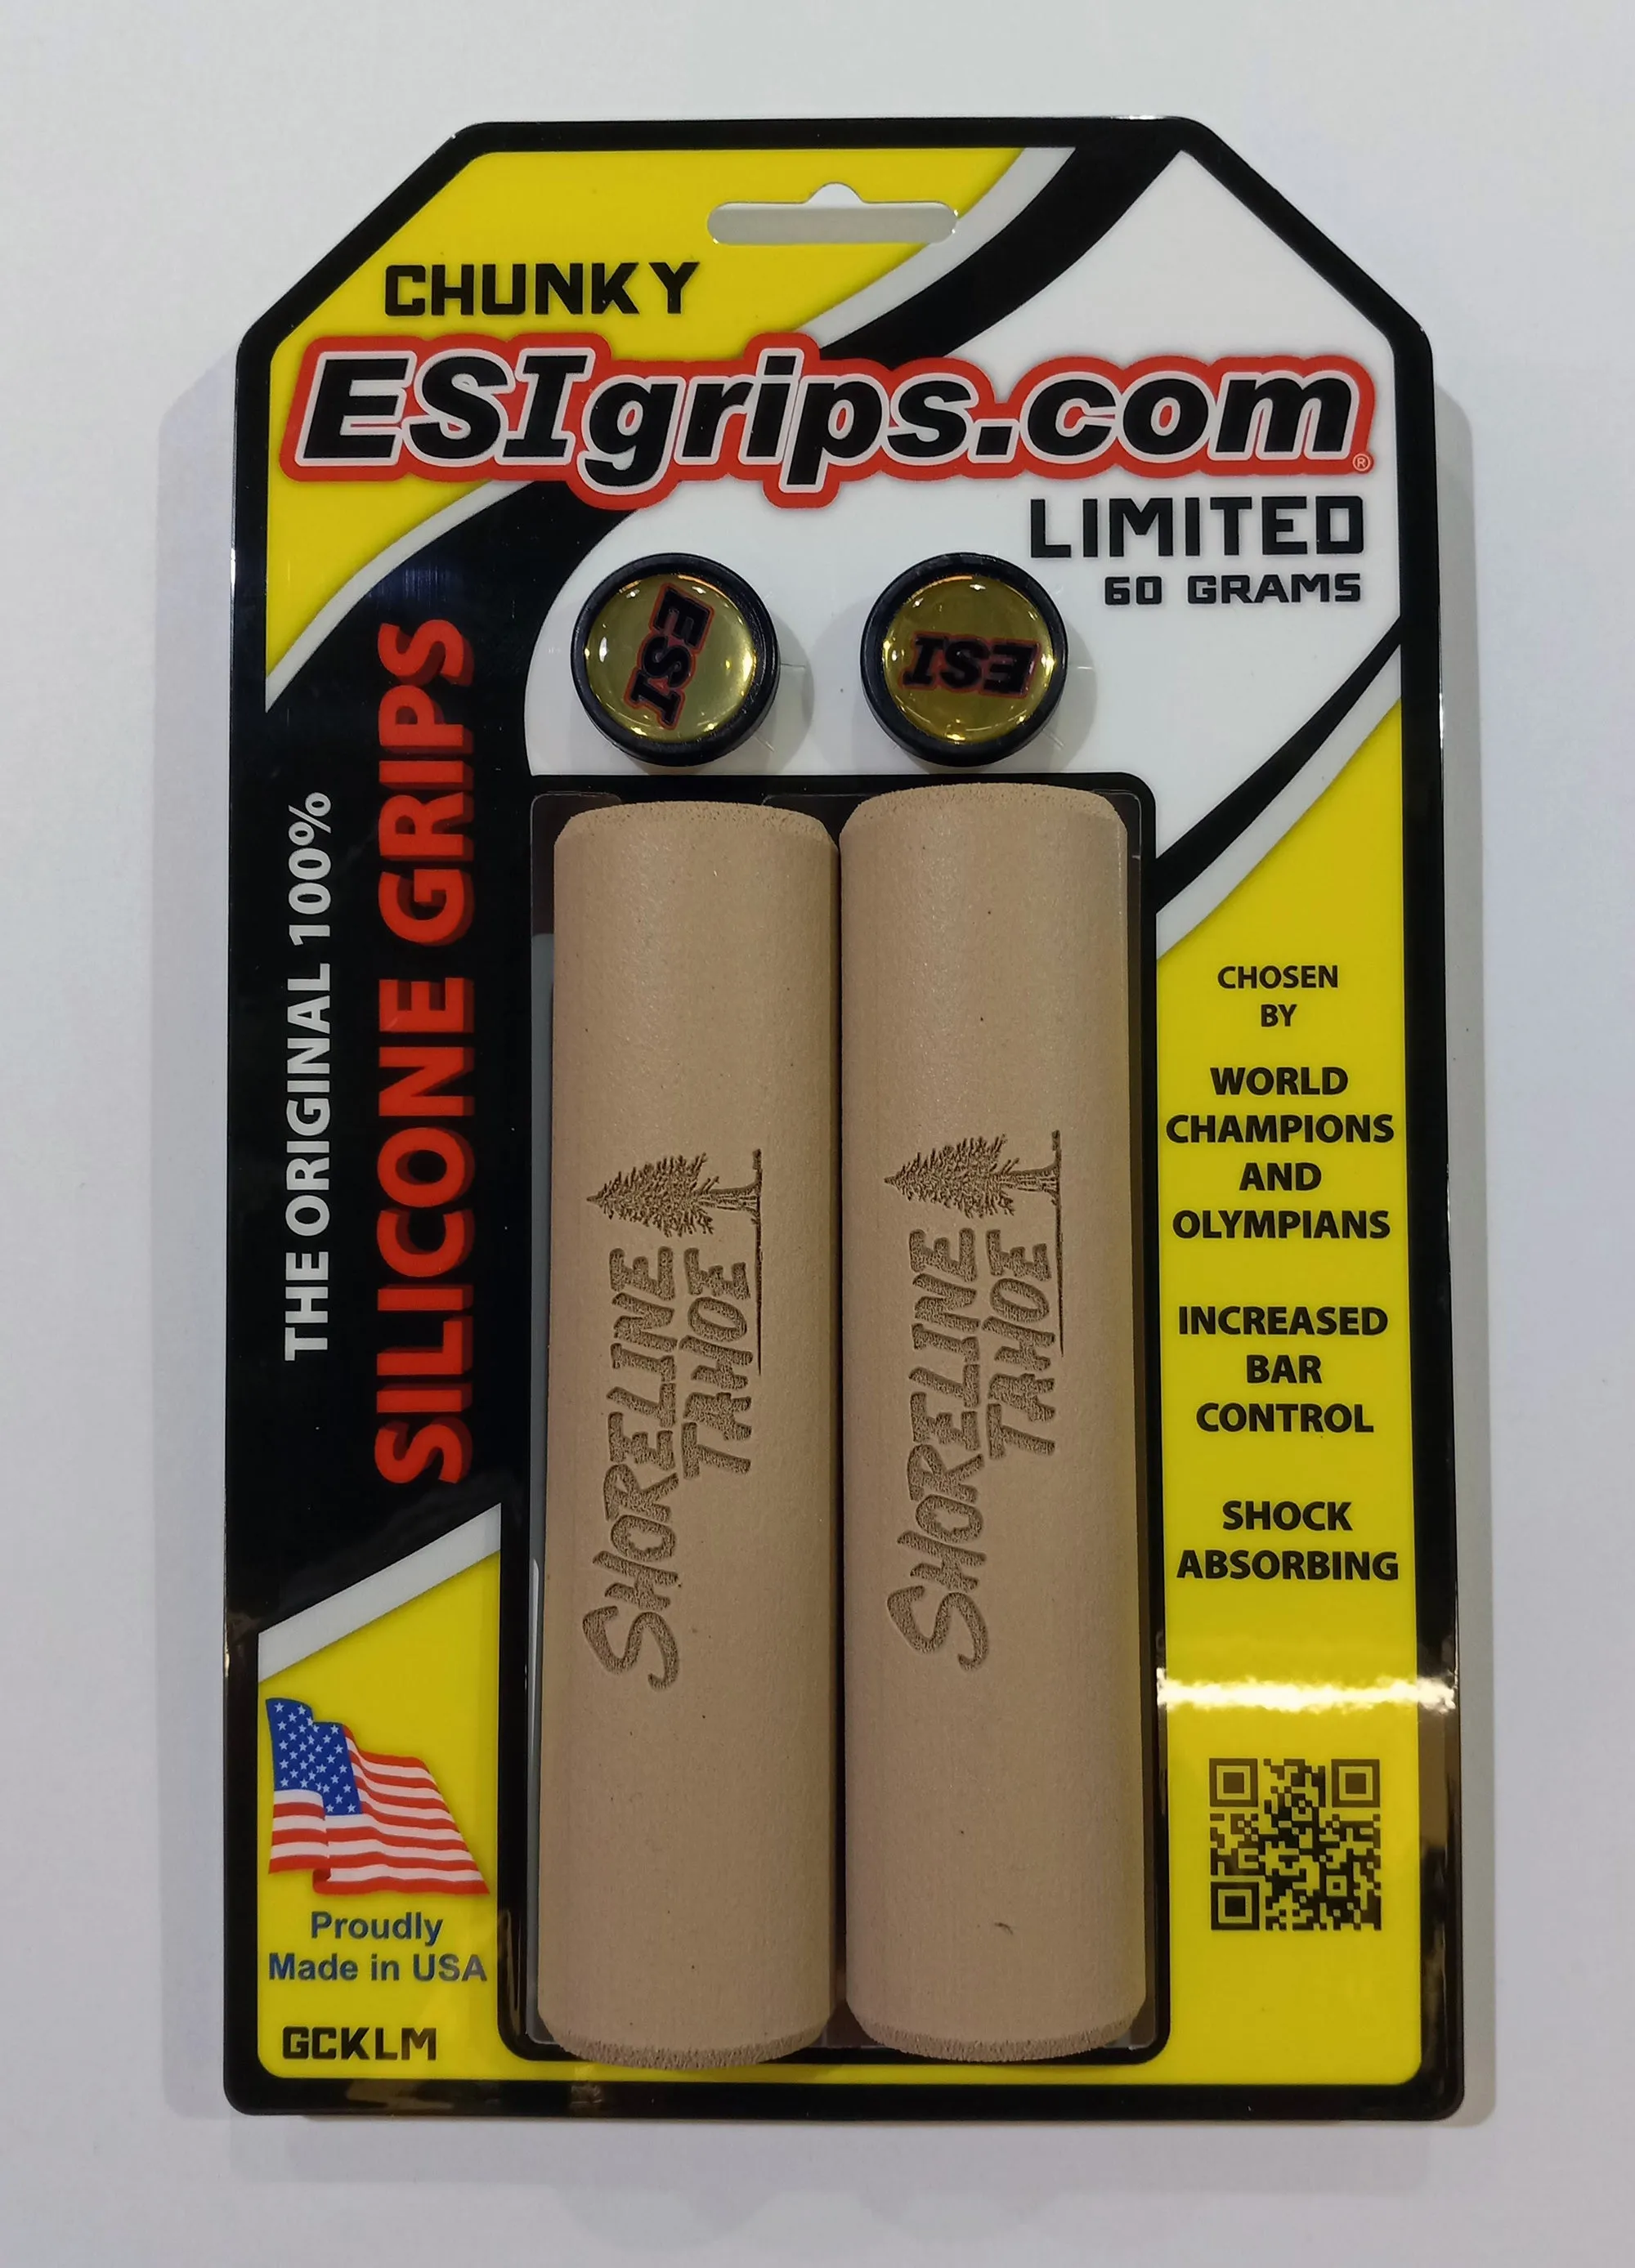 CHUNKY
ESIgrips.com®
LIMITED
60 GRAMS
ESI
ESI
THE ORIGINAL 100%
SILICONE GRIPS
SHORELINE
TAHOE
SHORELINE
TAHOE
CHOSEN
BY
WORLD
CHAMPIONS
AND
OLYMPIANS
INCREASED
BAR
CONTROL
SHOCK
ABSORBING
Proudly
Made in USA
GCKLM